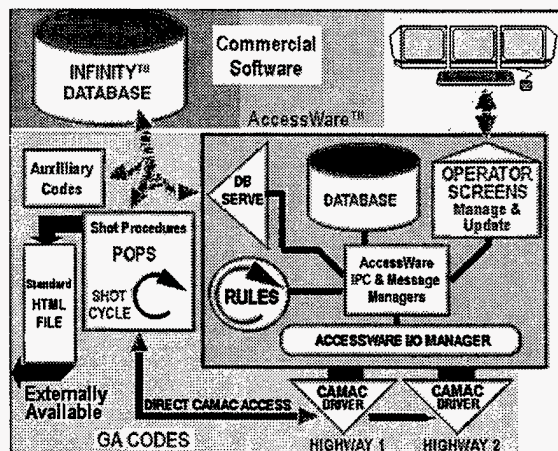 INFINITY™
DATABASE
Commercial
Software
AccessWare™
Auxilliary
Codes
DB
SERVE
DATABASE
OPERATOR
SCREENS
Manage &
Update
Shot Procedures
POPS
SHOT
CYCLE
Standard
HTML
FILE
RULES
AccessWare
IPC & Message
Managers
ACCESSWARE I/O MANAGER
Externally
Available
DIRECT CAMAC ACCESS
CAMAC
DRIVER
CAMAC
DRIVER
GA CODES
HIGHWAY 1
HIGHWAY 2